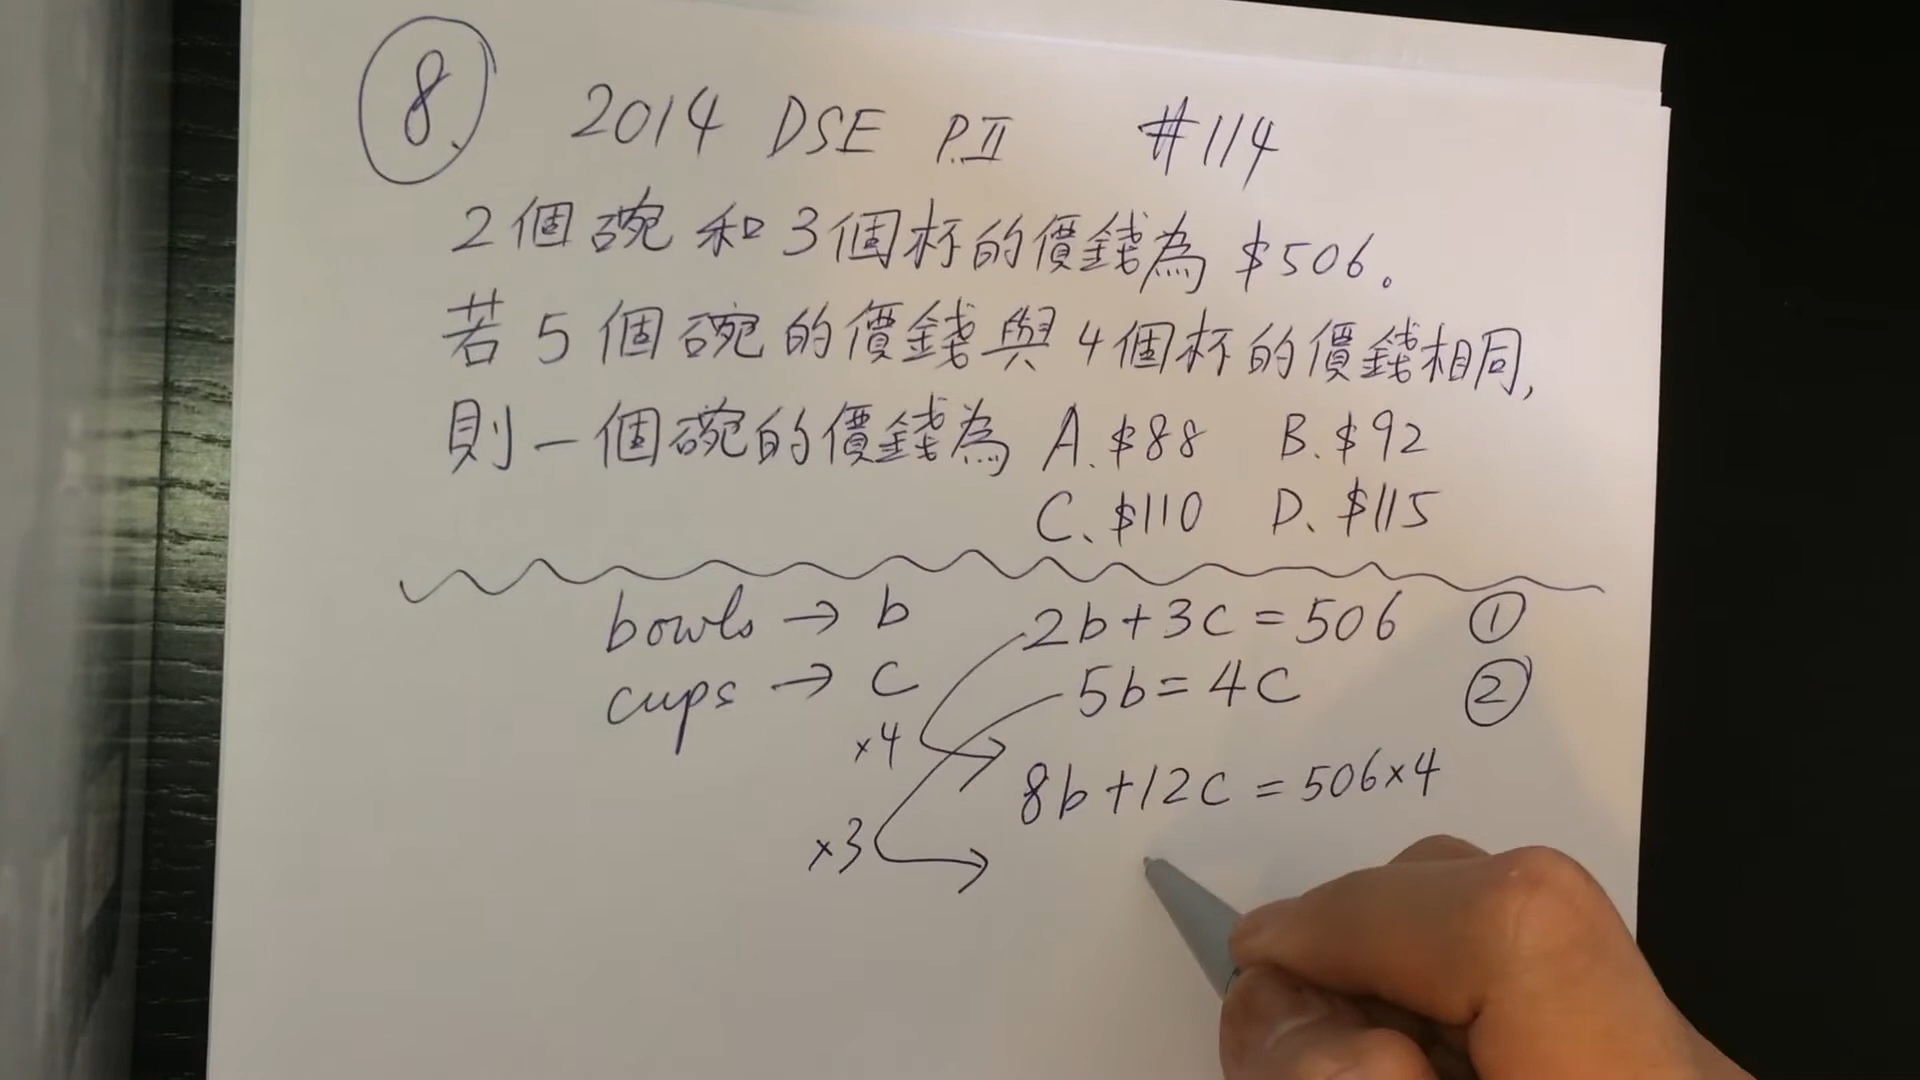 8. 2014 DSE P.II #114
2個碗和3個杯的價錢為$506。
若5個碗的價錢與4個杯的價錢相同,
則一個碗的價錢為 A.$88 B.$92
C、$110 D、$115
bowls → b 2b+3c=506 ①
cups → c 5b=4c ②
×4
8b+12c=506×4
×3